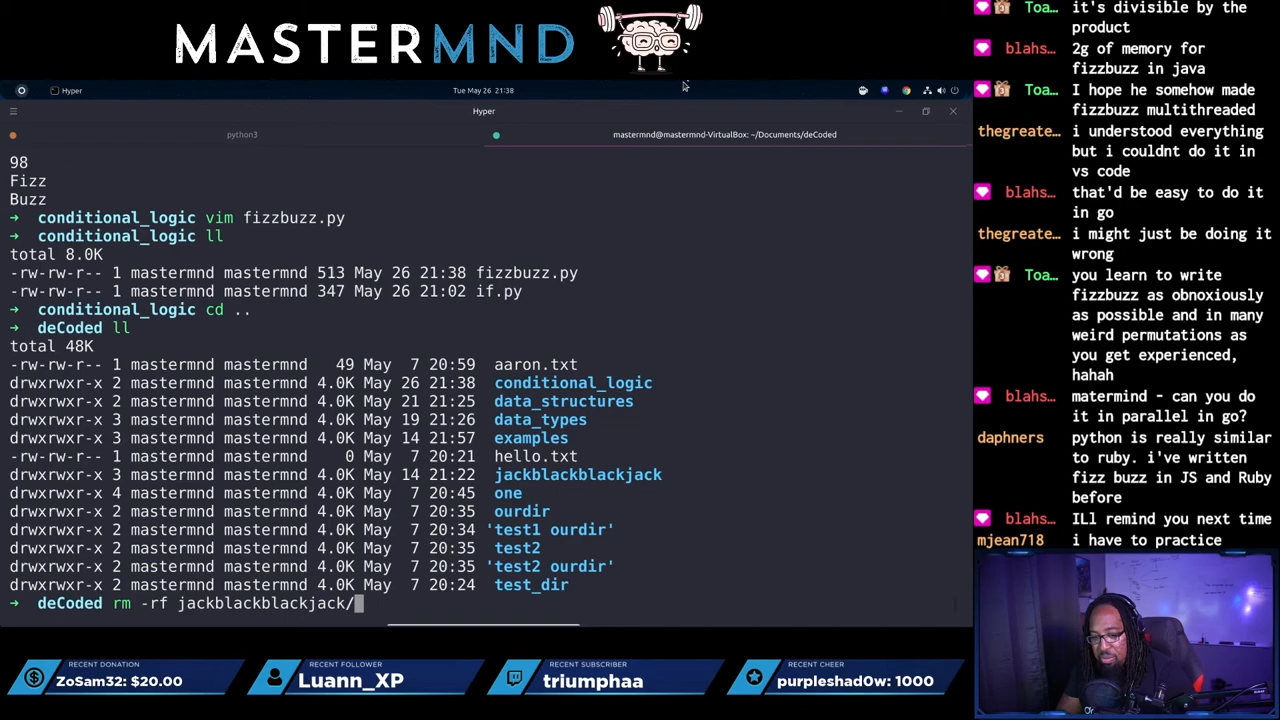 MASTERMND
Hyper
Tue May 26 21:38
Hyper
python3
mastermnd@mastermnd-VirtualBox: ~/Documents/deCoded
98
Fizz
Buzz
➜ conditional_logic vim fizzbuzz.py
➜ conditional_logic ll
total 8.0K
-rw-rw-r-- 1 mastermnd mastermnd 513 May 26 21:38 fizzbuzz.py
-rw-rw-r-- 1 mastermnd mastermnd 347 May 26 21:02 if.py
➜ conditional_logic cd ..
➜ deCoded ll
total 48K
-rw-rw-r-- 1 mastermnd mastermnd 49 May 7 20:59 aaron.txt
drwxrwxr-x 2 mastermnd mastermnd 4.0K May 26 21:38 conditional_logic
drwxrwxr-x 2 mastermnd mastermnd 4.0K May 21 21:25 data_structures
drwxrwxr-x 3 mastermnd mastermnd 4.0K May 19 21:26 data_types
drwxrwxr-x 3 mastermnd mastermnd 4.0K May 14 21:57 examples
-rw-rw-r-- 1 mastermnd mastermnd 0 May 7 20:21 hello.txt
drwxrwxr-x 3 mastermnd mastermnd 4.0K May 14 21:22 jackblackblackjack
drwxrwxr-x 4 mastermnd mastermnd 4.0K May 7 20:45 one
drwxrwxr-x 2 mastermnd mastermnd 4.0K May 7 20:35 ourdir
drwxrwxr-x 2 mastermnd mastermnd 4.0K May 7 20:34 'test1 ourdir'
drwxrwxr-x 2 mastermnd mastermnd 4.0K May 7 20:35 test2
drwxrwxr-x 2 mastermnd mastermnd 4.0K May 7 20:35 'test2 ourdir'
drwxrwxr-x 2 mastermnd mastermnd 4.0K May 7 20:24 test_dir
➜ deCoded rm -rf jackblackblackjack/
Toa… it's divisible by the
product
blahs… 2g of memory for
fizzbuzz in java
Toa… I hope he somehow made
fizzbuzz multithreaded
thegreate… i understood everything
but i couldnt do it in
vs code
blahs… that'd be easy to do it
in go
thegreate… i might just be doing it
wrong
Toa… you learn to write
fizzbuzz as obnoxiously
as possible and in many
weird permutations as
you get experienced,
hahah
blahs… matermind - can you do
it in parallel in go?
daphners python is really similar
to ruby. i've written
fizz buzz in JS and Ruby
before
blahs… ILl remind you next time
mjean718 i have to practice
RECENT DONATION
ZoSam32: $20.00
RECENT FOLLOWER
Luann_XP
RECENT SUBSCRIBER
triumphaa
RECENT CHEER
purpleshad0w: 1000